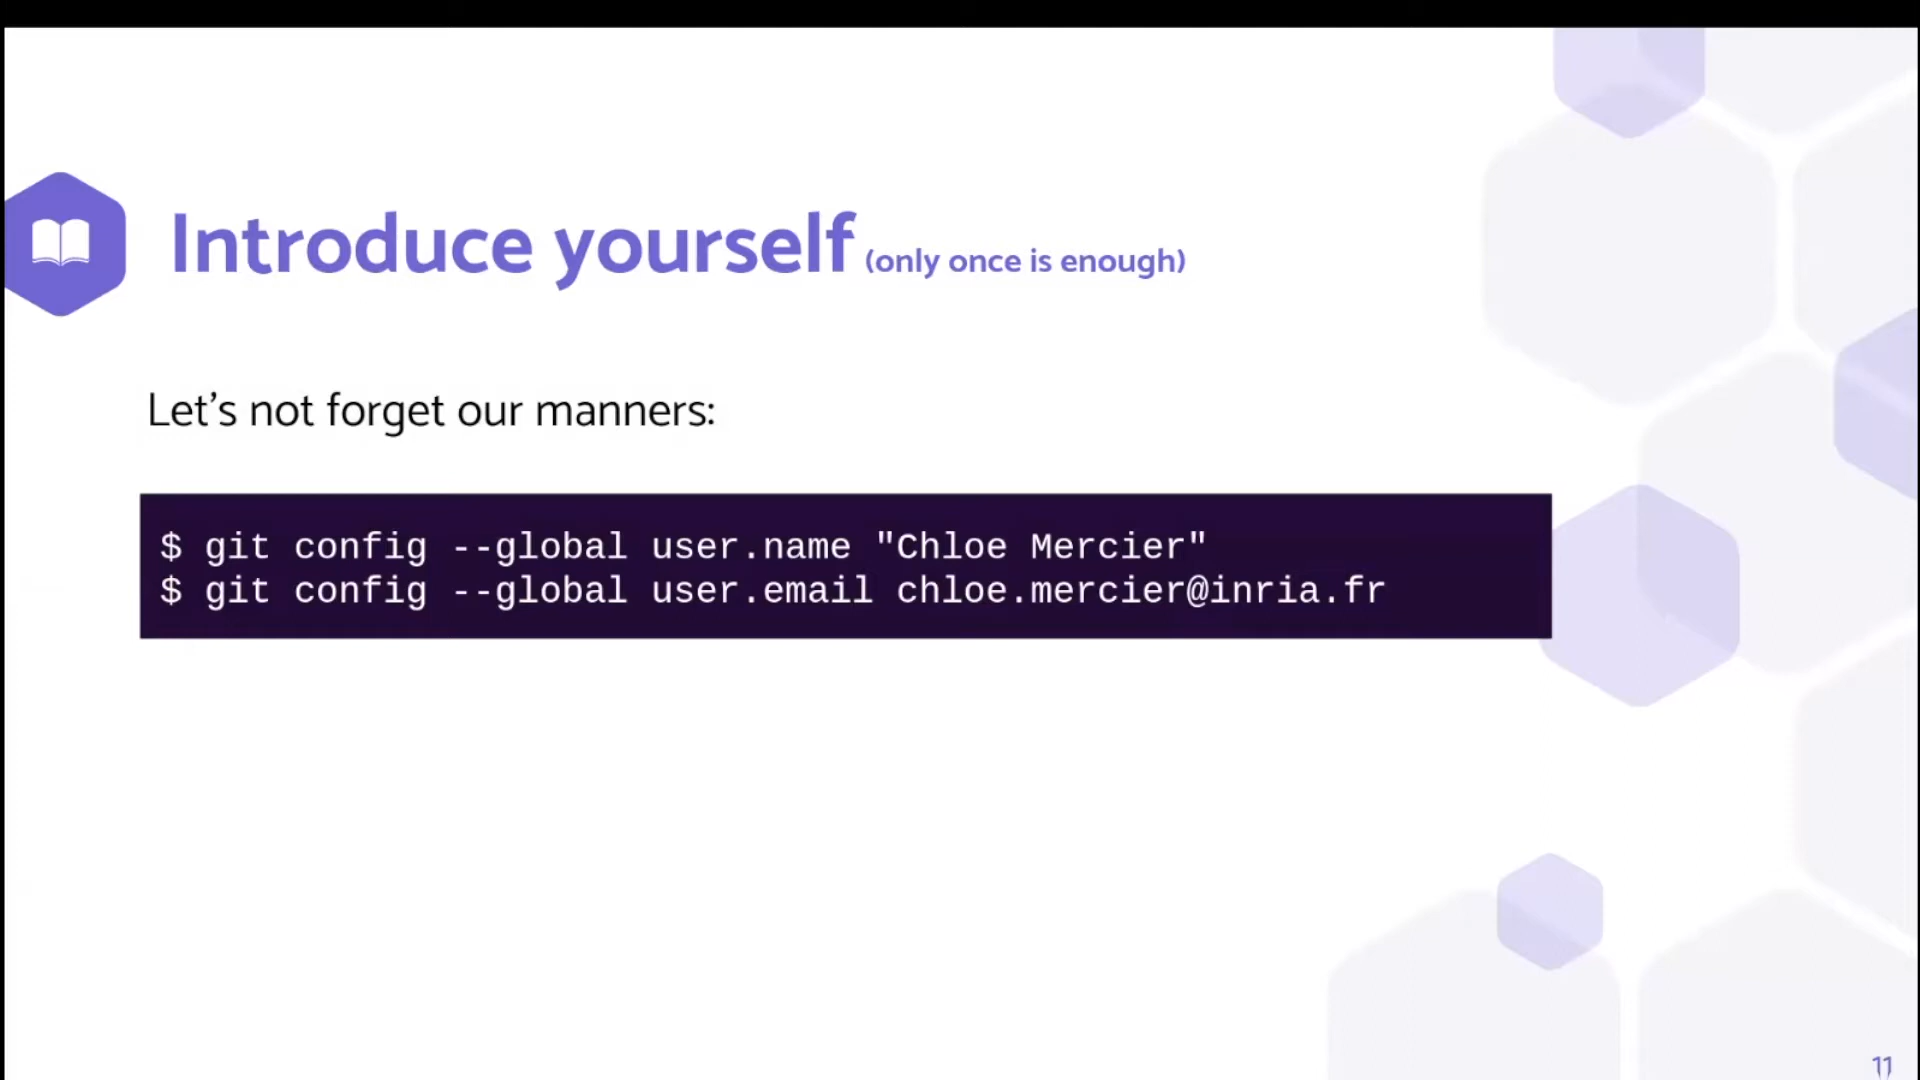 Introduce yourself (only once is enough)
Let’s not forget our manners:
$ git config --global user.name "Chloe Mercier"
$ git config --global user.email chloe.mercier@inria.fr
11